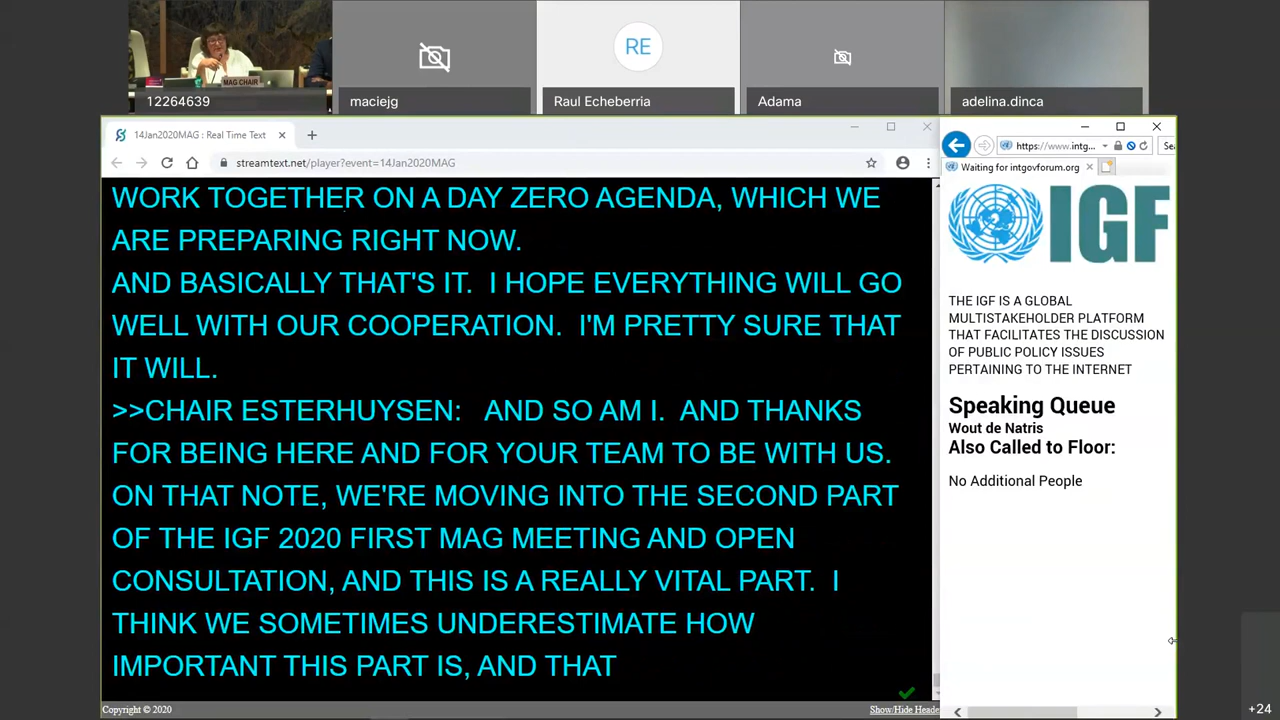 MAG CHAIR
12264639
maciejg
RE
Raul Echeberria
Adama
adelina.dinca
14Jan2020MAG : Real Time Text
streamtext.net/player?event=14Jan2020MAG
WORK TOGETHER ON A DAY ZERO AGENDA, WHICH WE
ARE PREPARING RIGHT NOW.
AND BASICALLY THAT'S IT.  I HOPE EVERYTHING WILL GO
WELL WITH OUR COOPERATION.  I'M PRETTY SURE THAT
IT WILL.
>>CHAIR ESTERHUYSEN:   AND SO AM I.  AND THANKS
FOR BEING HERE AND FOR YOUR TEAM TO BE WITH US.
ON THAT NOTE, WE'RE MOVING INTO THE SECOND PART
OF THE IGF 2020 FIRST MAG MEETING AND OPEN
CONSULTATION, AND THIS IS A REALLY VITAL PART.  I
THINK WE SOMETIMES UNDERESTIMATE HOW
IMPORTANT THIS PART IS, AND THAT
Copyright © 2020
Show/Hide Heade
https://www.intg...
Sea
Waiting for intgovforum.org
IGF
THE IGF IS A GLOBAL
MULTISTAKEHOLDER PLATFORM
THAT FACILITATES THE DISCUSSION
OF PUBLIC POLICY ISSUES
PERTAINING TO THE INTERNET
Speaking Queue
Wout de Natris
Also Called to Floor:
No Additional People
+24